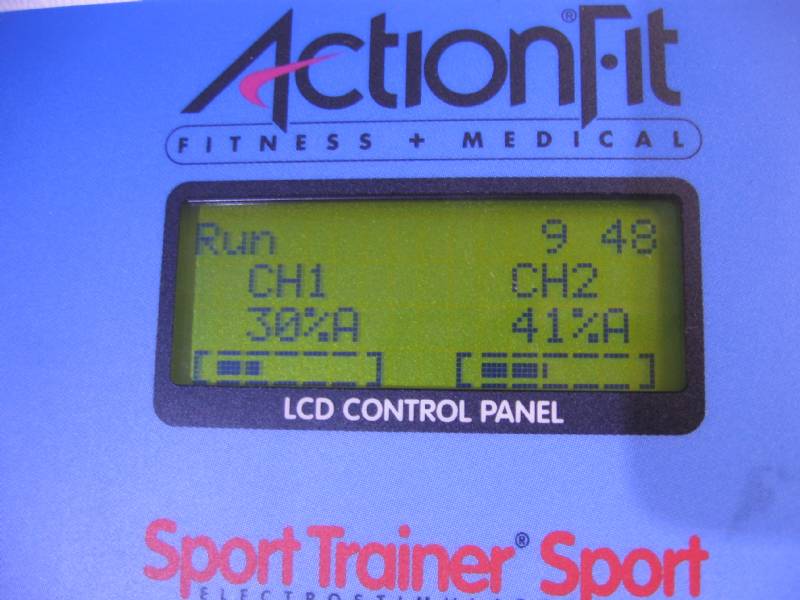 ActionFit®
FITNESS + MEDICAL
Run 9 48
CH1 CH2
30%A 41%A
LCD CONTROL PANEL
Sport Trainer® Sport